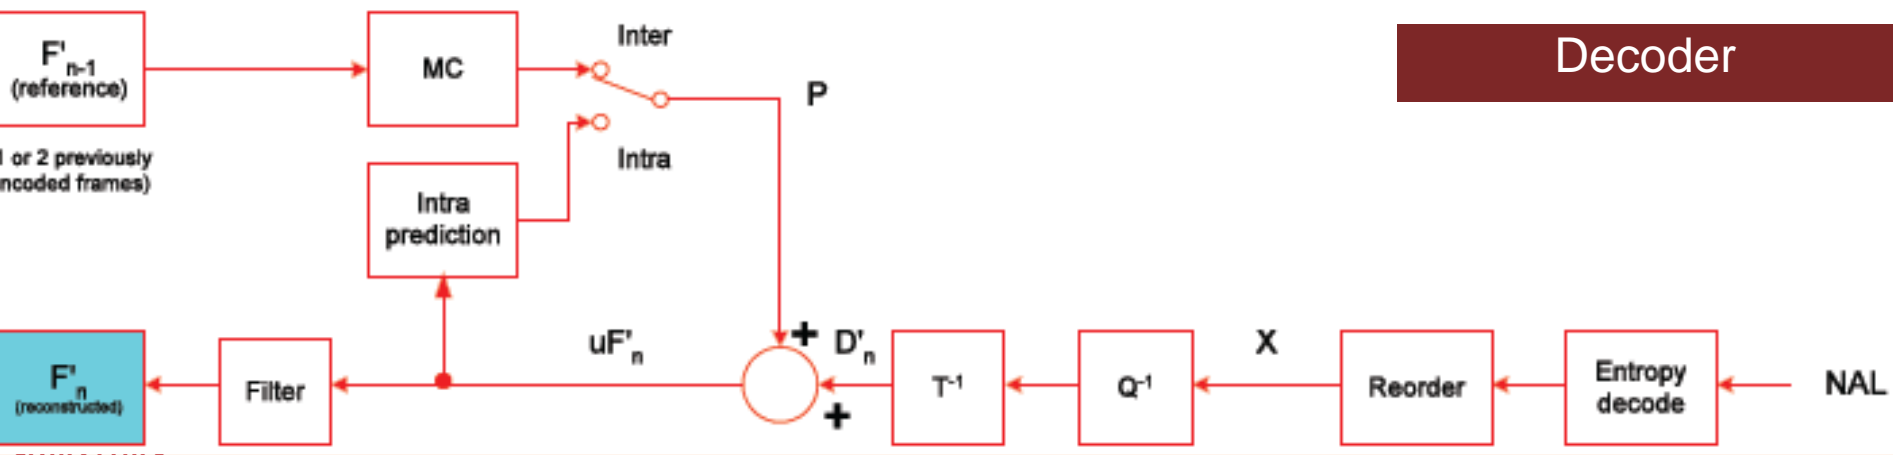 Decoder
F'n-1
(reference)
MC
Inter
P
1 or 2 previously
ncoded frames)
Intra
Intra
prediction
F'n
(reconstructed)
Filter
uF'n
+
D'n
+
T-1
Q-1
X
Reorder
Entropy
decode
NAL